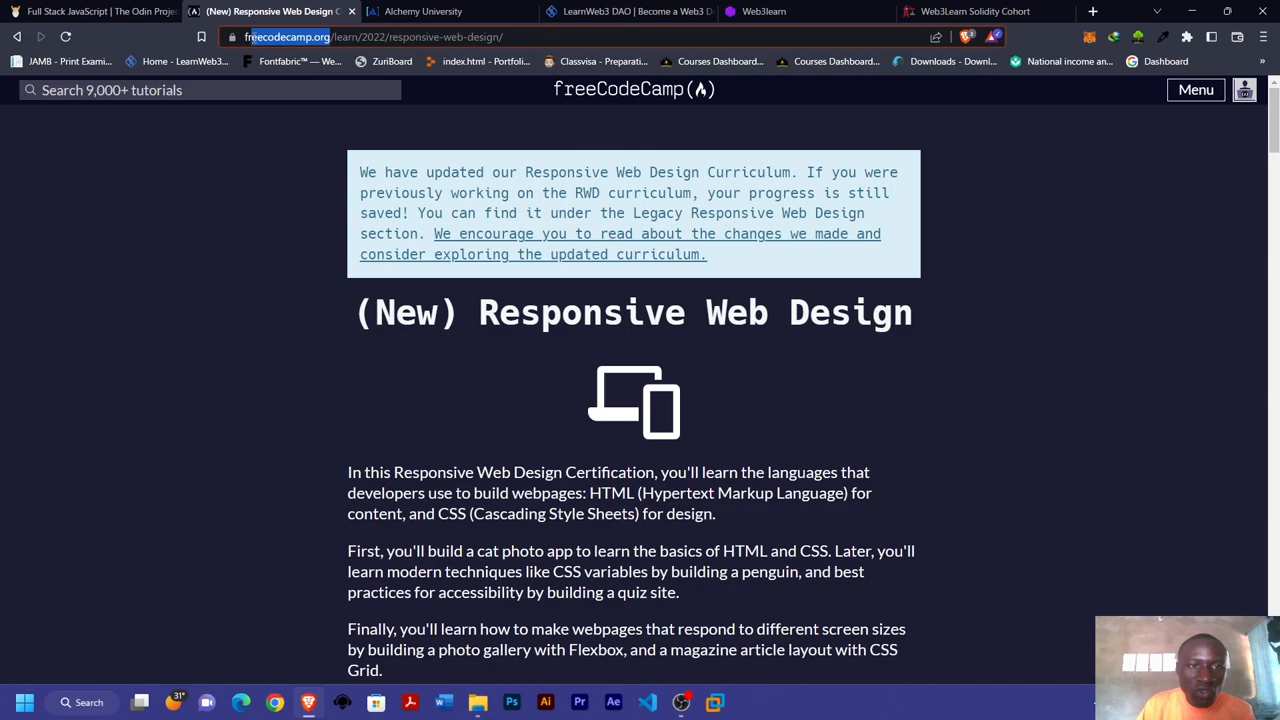 Full Stack JavaScript | The Odin Proje
(New) Responsive Web Design C
Alchemy University
LearnWeb3 DAO | Become a Web3 D
Web3learn
Web3Learn Solidity Cohort
freecodecamp.org/learn/2022/responsive-web-design/
JAMB - Print Exami...
Home - LearnWeb3...
Fontfabric™ — We...
ZuriBoard
index.html - Portfoli...
Classvisa - Preparati...
Courses Dashboard...
Courses Dashboard...
Downloads - Downl...
National income an...
Dashboard
Search 9,000+ tutorials
freeCodeCamp
Menu
We have updated our Responsive Web Design Curriculum. If you were
previously working on the RWD curriculum, your progress is still
saved! You can find it under the Legacy Responsive Web Design
section. We encourage you to read about the changes we made and
consider exploring the updated curriculum.
(New) Responsive Web Design
In this Responsive Web Design Certification, you'll learn the languages that
developers use to build webpages: HTML (Hypertext Markup Language) for
content, and CSS (Cascading Style Sheets) for design.
First, you'll build a cat photo app to learn the basics of HTML and CSS. Later, you'll
learn modern techniques like CSS variables by building a penguin, and best
practices for accessibility by building a quiz site.
Finally, you'll learn how to make webpages that respond to different screen sizes
by building a photo gallery with Flexbox, and a magazine article layout with CSS
Grid.
Search
31°
Ps
Ai
Pr
Ae